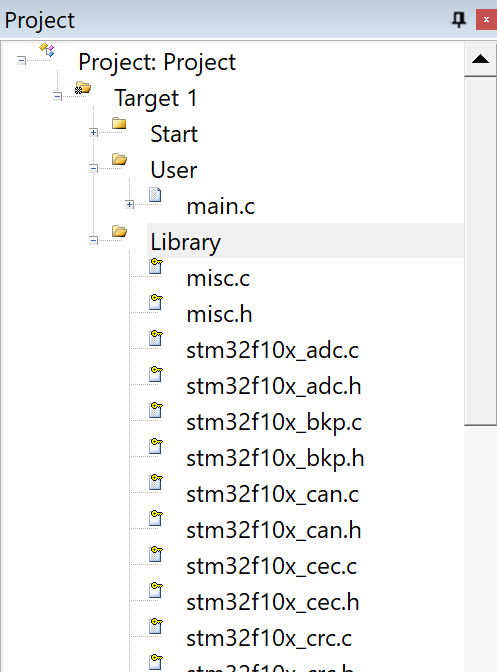 Project
Project: Project
Target 1
Start
User
main.c
Library
misc.c
misc.h
stm32f10x_adc.c
stm32f10x_adc.h
stm32f10x_bkp.c
stm32f10x_bkp.h
stm32f10x_can.c
stm32f10x_can.h
stm32f10x_cec.c
stm32f10x_cec.h
stm32f10x_crc.c
stm32f10x_crc.h